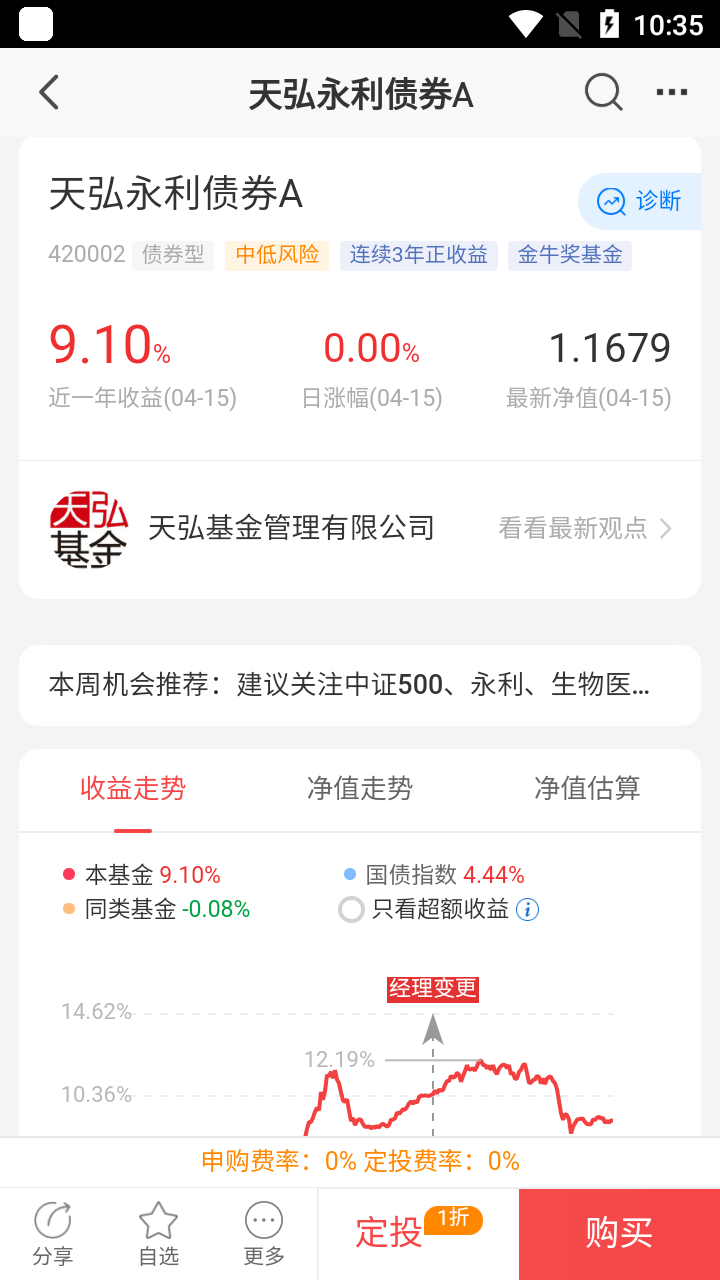 10:35
天弘永利债券A
天弘永利债券A
诊断
420002 债券型 中低风险 连续3年正收益 金牛奖基金
9.10% 0.00% 1.1679
近一年收益(04-15) 日涨幅(04-15) 最新净值(04-15)
天弘基金
天弘基金管理有限公司 看看最新观点
本周机会推荐：建议关注中证500、永利、生物医...
收益走势 净值走势 净值估算
本基金 9.10% 国债指数 4.44%
同类基金 -0.08% 只看超额收益
经理变更
14.62%
12.19%
10.36%
申购费率：0% 定投费率：0%
分享 自选 更多 定投 1折 购买